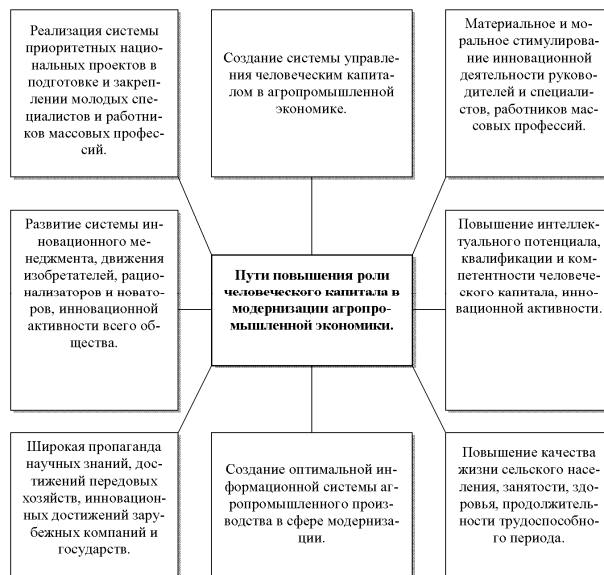 Реализация системы
приоритетных наци-
ональных проектов в
подготовке и закреп-
лении молодых спе-
циалистов и работни-
ков массовых профес-
сий.
Создание системы управле-
ния человеческим капита-
лом в агропромышленной
экономике.
Материальное и мо-
ральное стимулирова-
ние инновационной
деятельности руково-
дителей и специали-
стов, работников мас-
совых профессий.
Развитие системы ин-
новационного ме-
неджмента, движения
изобретателей, рацио-
нализаторов и новато-
ров, инновационной
активности всего об-
щества.
Пути повышения роли
человеческого капитала в
модернизации агропро-
мышленной экономики.
Повышение интеллек-
туального потенциала,
квалификации и ком-
петентности человече-
ского капитала, инно-
вационной активности.
Широкая пропаганда
научных знаний, дос-
тижений передовых
хозяйств, инновацион-
ных достижений зару-
бежных компаний и
государств.
Создание оптимальной ин-
формационной системы аг-
ропромышленного произ-
водства в сфере модерниза-
ции.
Повышение качества
жизни сельского насе-
ления, занятости, здо-
ровья, продолжитель-
ности трудоспособно-
го периода.